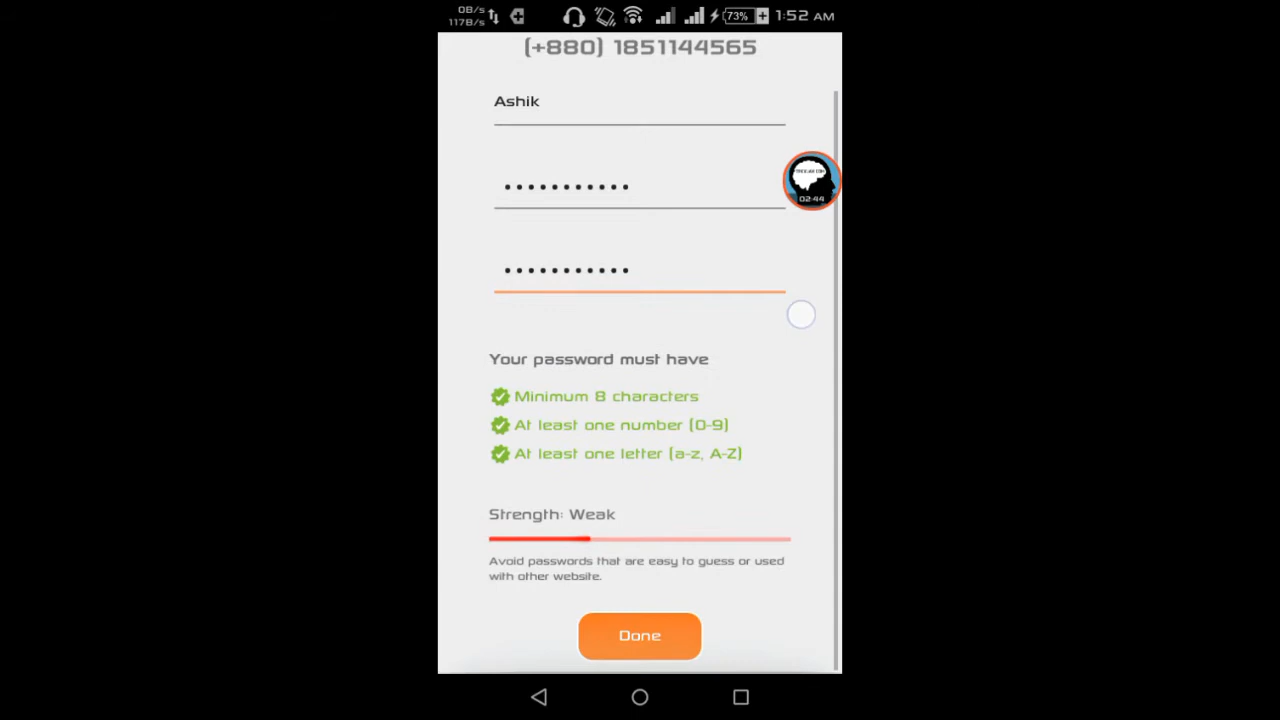 0B/s
117B/s
73%
1:52 AM
(+880) 1851144565
Ashik
•••••••••••
02:44
•••••••••••
Your password must have
Minimum 8 characters
At least one number (0-9)
At least one letter (a-z, A-Z)
Strength: Weak
Avoid passwords that are easy to guess or used
with other website.
Done